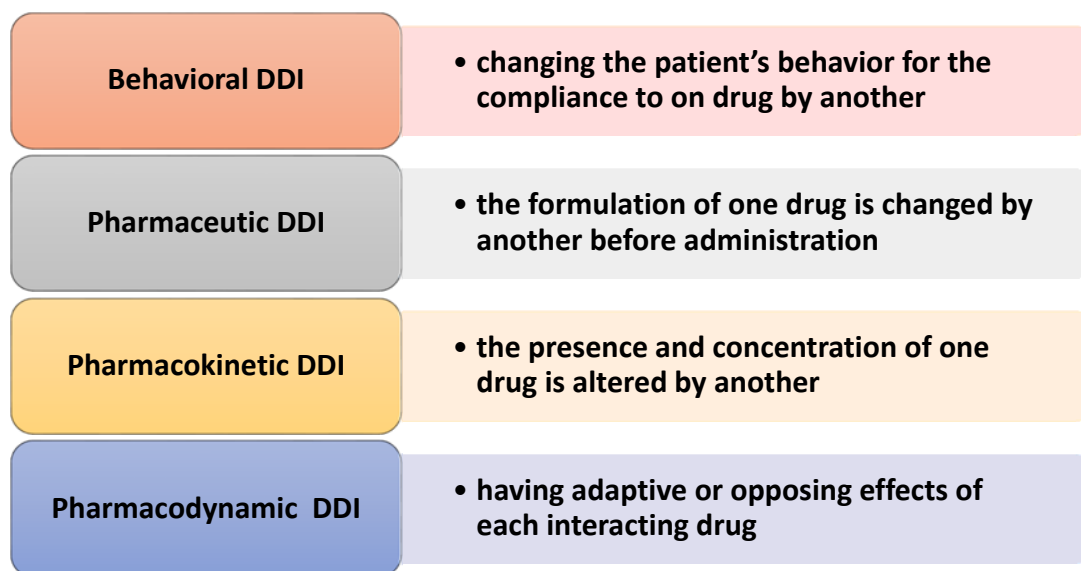 Behavioral DDI
• changing the patient’s behavior for the
compliance to on drug by another
Pharmaceutic DDI
• the formulation of one drug is changed by
another before administration
Pharmacokinetic DDI
• the presence and concentration of one
drug is altered by another
Pharmacodynamic DDI
• having adaptive or opposing effects of
each interacting drug